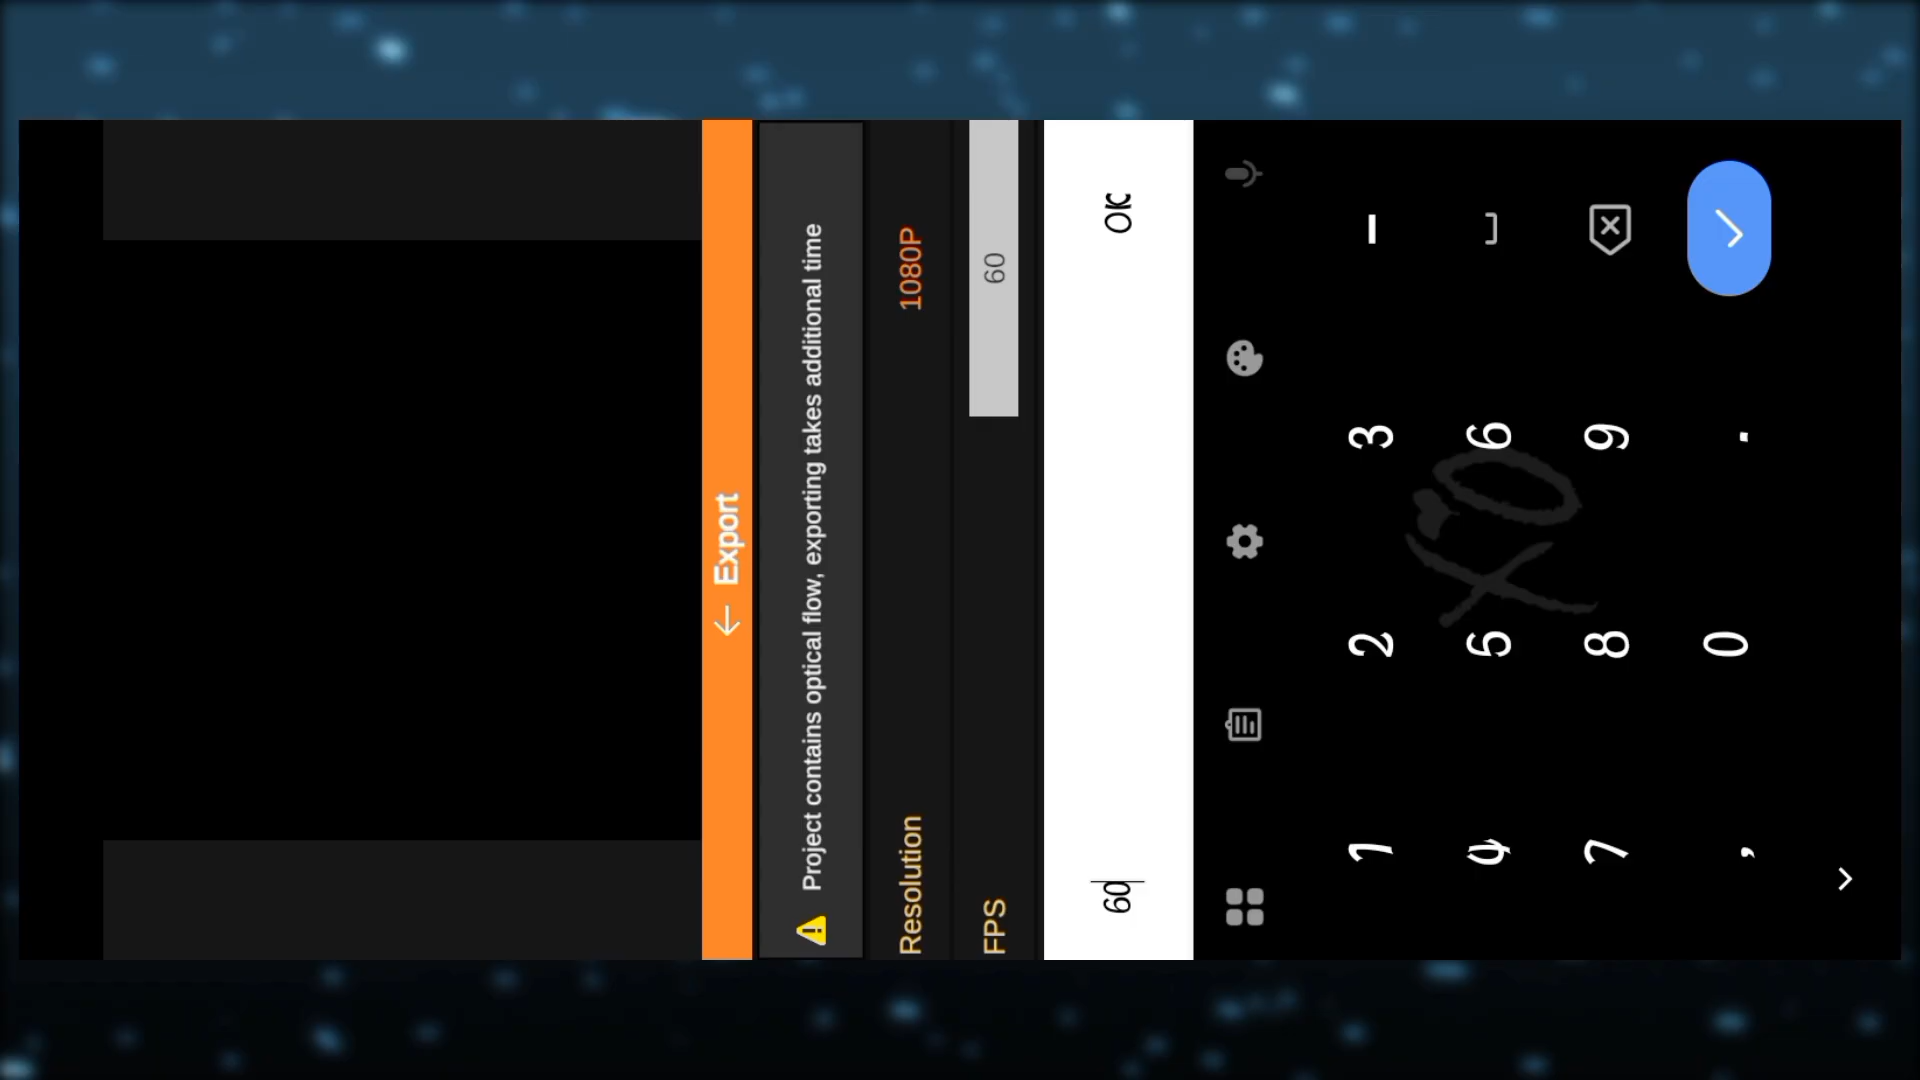 ← Export
⚠ Project contains optical flow, exporting takes additional time
Resolution 1080P
FPS 60
60 OK
1 2 3 -
4 5 6 ␣
7 8 9
, 0 .
XO